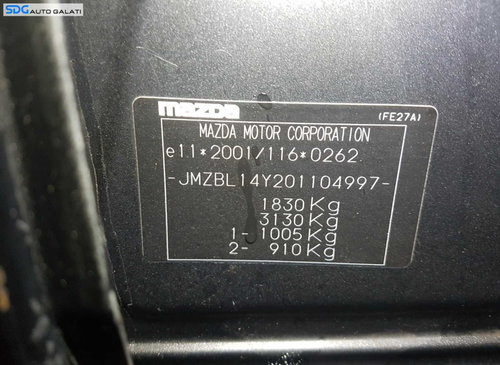 SDG AUTO GALATI
mazda
(FE27A)
MAZDA MOTOR CORPORATION
e11*2001/116*0262
-JMZBL14Y201104997-
1830Kg
3130Kg
1- 1005Kg
2- 910Kg